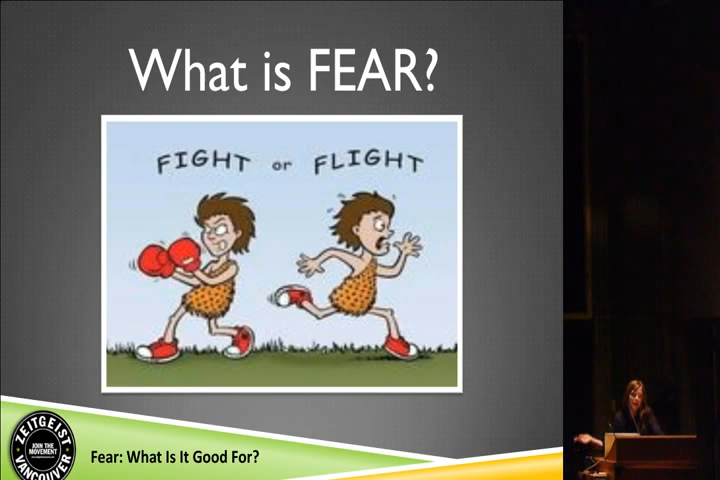 What is FEAR?
FIGHT or FLIGHT
ZEITGEIST
JOIN THE
MOVEMENT
VANCOUVER
Fear: What Is It Good For?